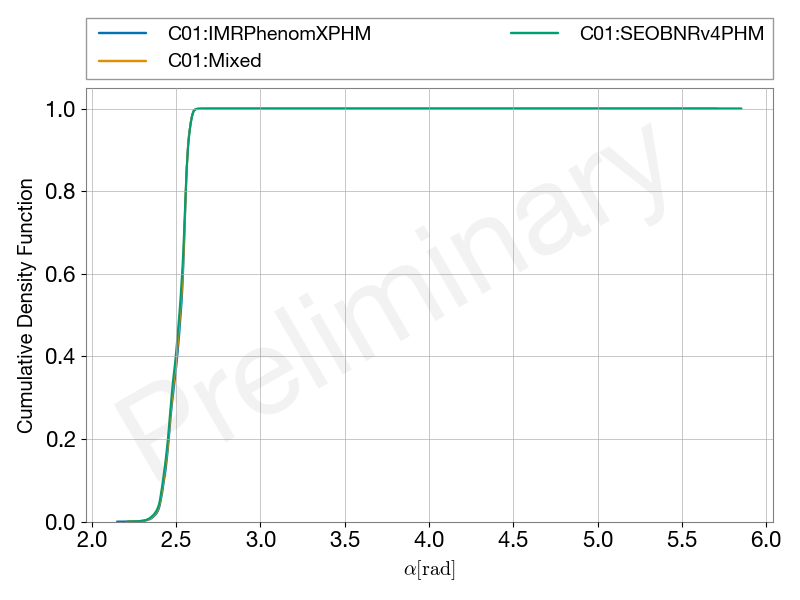 C01:IMRPhenomXPHM
C01:SEOBNRv4PHM
C01:Mixed
1.0
0.8
0.6
0.4
0.2
0.0
Cumulative Density Function
Preliminary
2.0 2.5 3.0 3.5 4.0 4.5 5.0 5.5 6.0
α[rad]